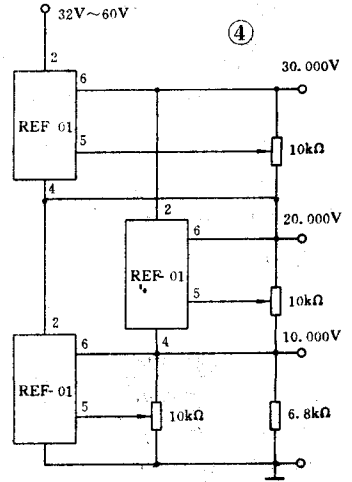 32V～60V
④
2
6
30.000V
REF-01
5
10kΩ
4
2
20.000V
6
REF-01
5
10kΩ
2
4
10.000V
6
REF-01
5
10kΩ
6.8kΩ